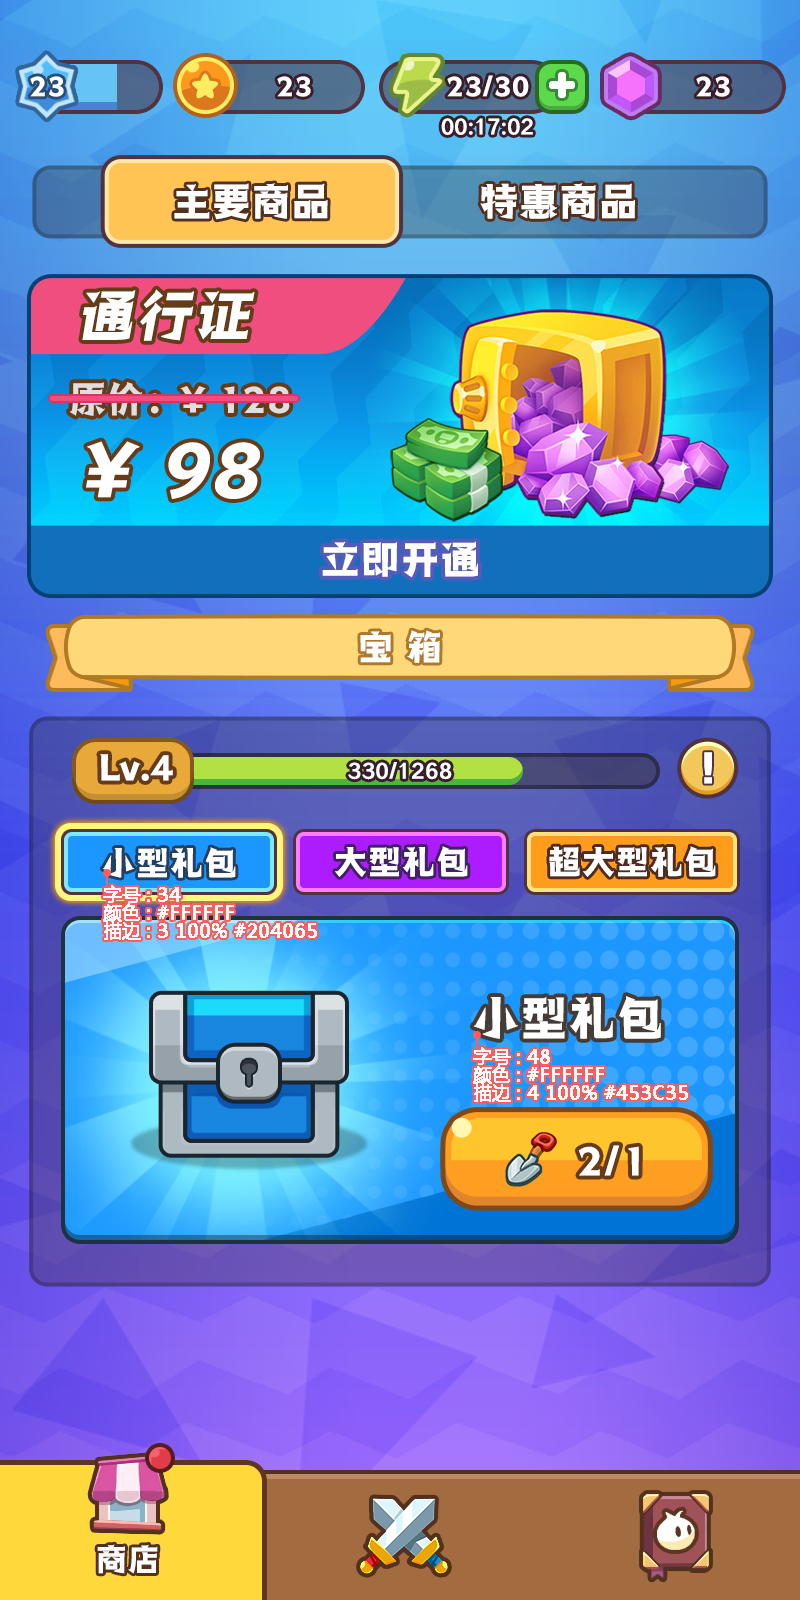 23
23
23/30
23
00:17:02
主要商品
特惠商品
通行证
原价：¥ 128
¥ 98
立即开通
宝 箱
Lv.4
330/1268
!
小型礼包
大型礼包
超大型礼包
字号：34
颜色：#FFFFFF
描边：3 100% #204065
小型礼包
字号：48
颜色：#FFFFFF
描边：4 100% #453C35
2/1
商店